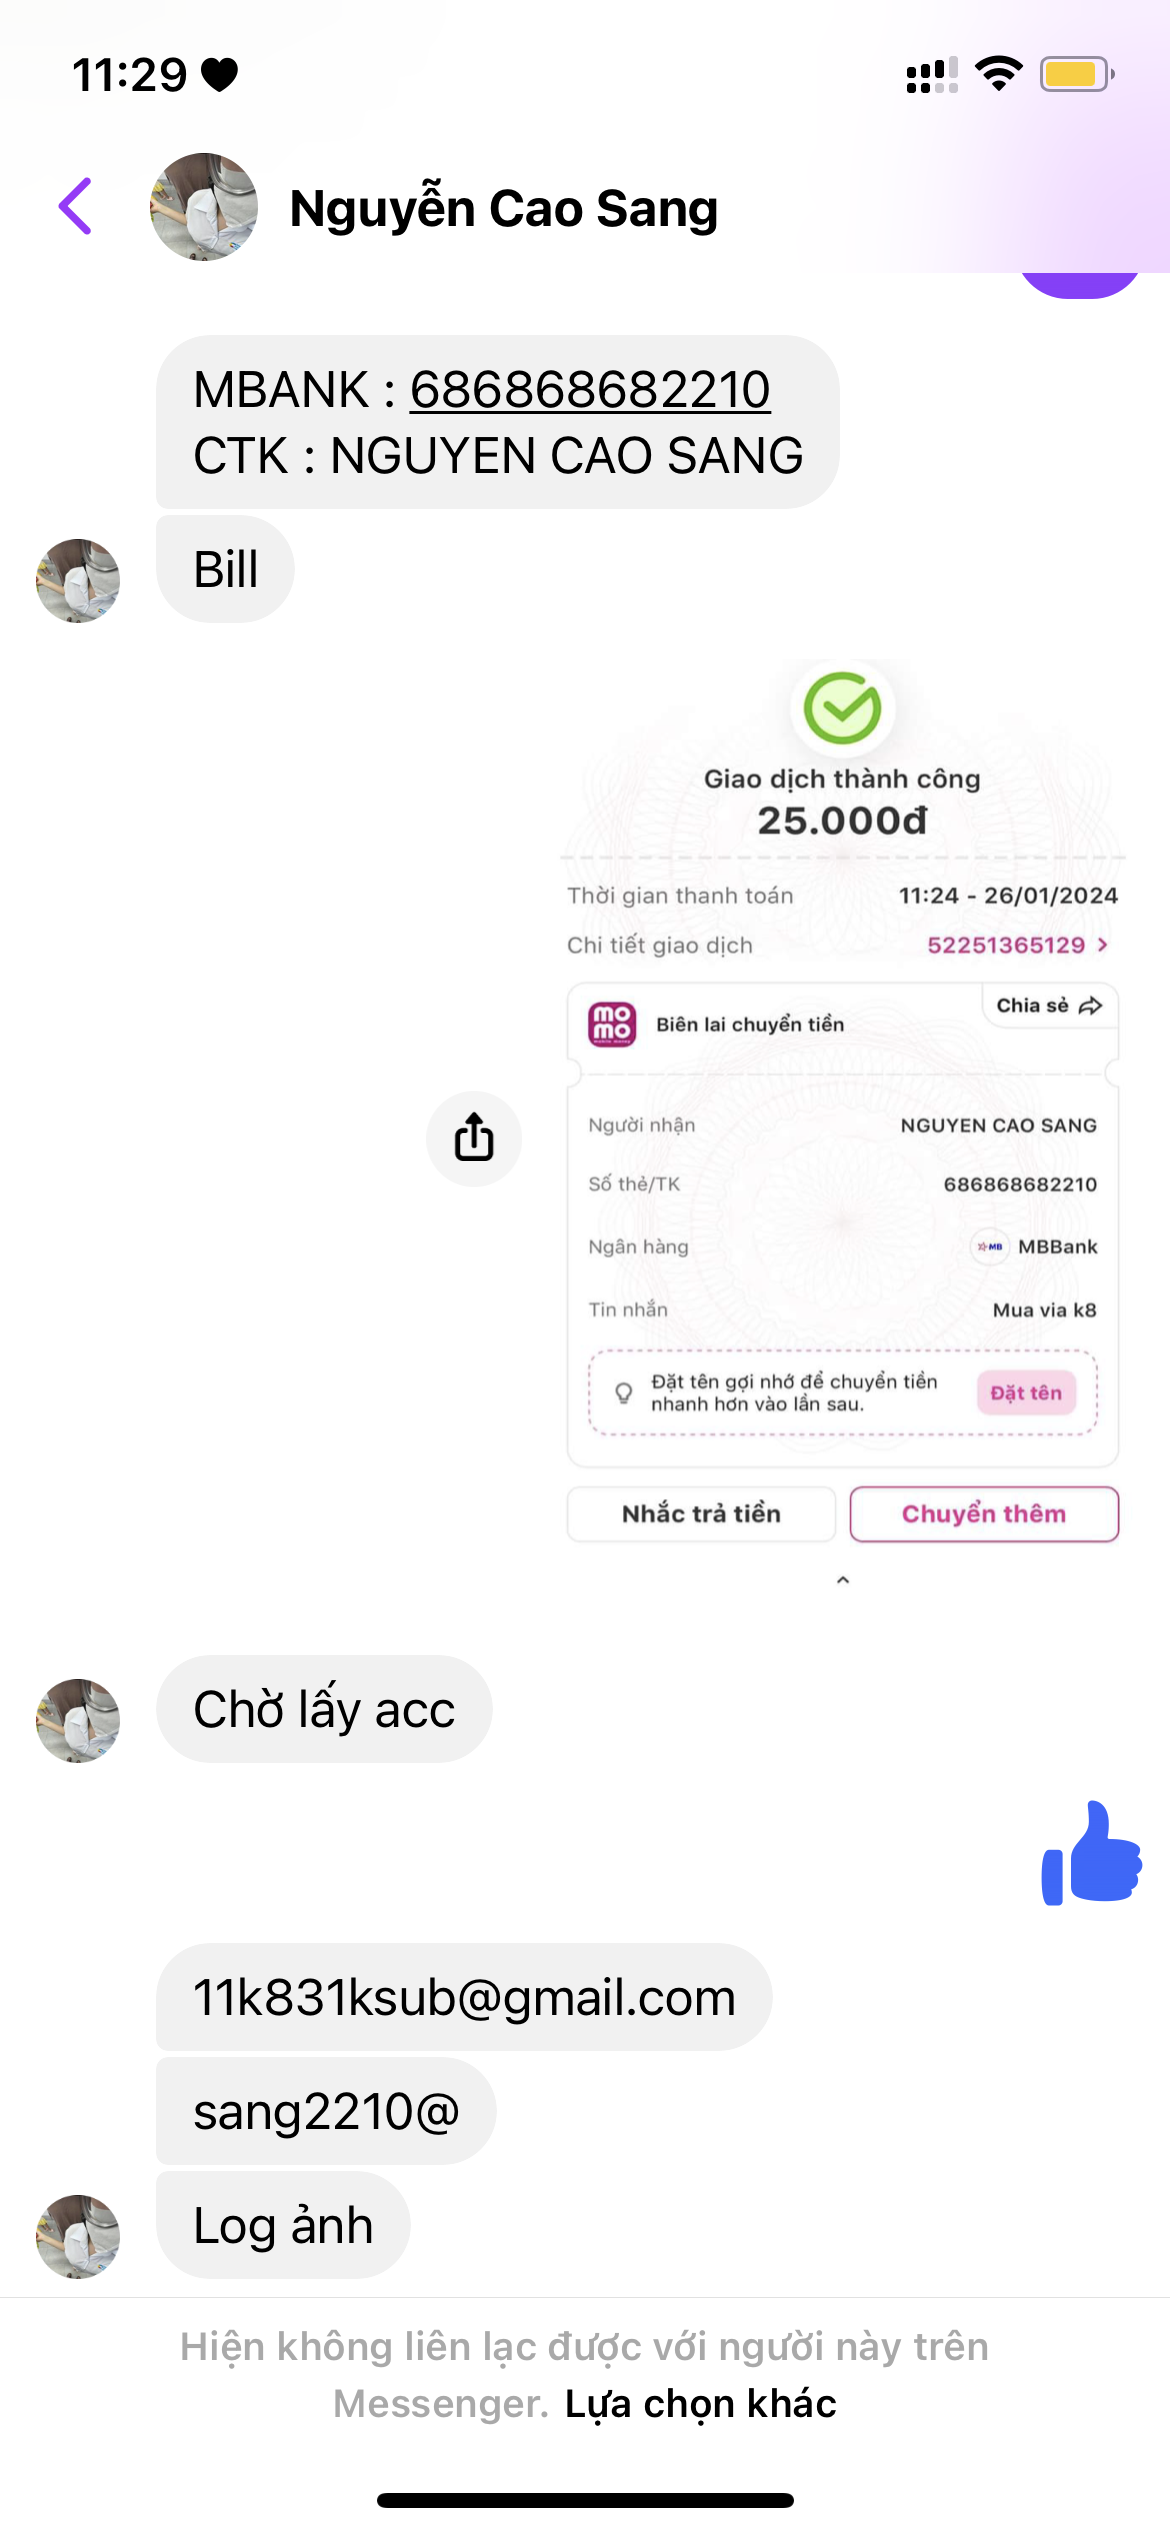 11:29
Nguyễn Cao Sang
MBANK : 686868682210
CTK : NGUYEN CAO SANG
Bill
Giao dịch thành công
25.000đ
Thời gian thanh toán 11:24 - 26/01/2024
Chi tiết giao dịch 52251365129
Chia sẻ
mo
mo
Biên lai chuyển tiền
Người nhận NGUYEN CAO SANG
Số thẻ/TK 686868682210
Ngân hàng MB MBBank
Tin nhắn Mua via k8
Đặt tên gợi nhớ để chuyển tiền
nhanh hơn vào lần sau.
Đặt tên
Nhắc trả tiền Chuyển thêm
Chờ lấy acc
11k831ksub@gmail.com
sang2210@
Log ảnh
Hiện không liên lạc được với người này trên
Messenger. Lựa chọn khác